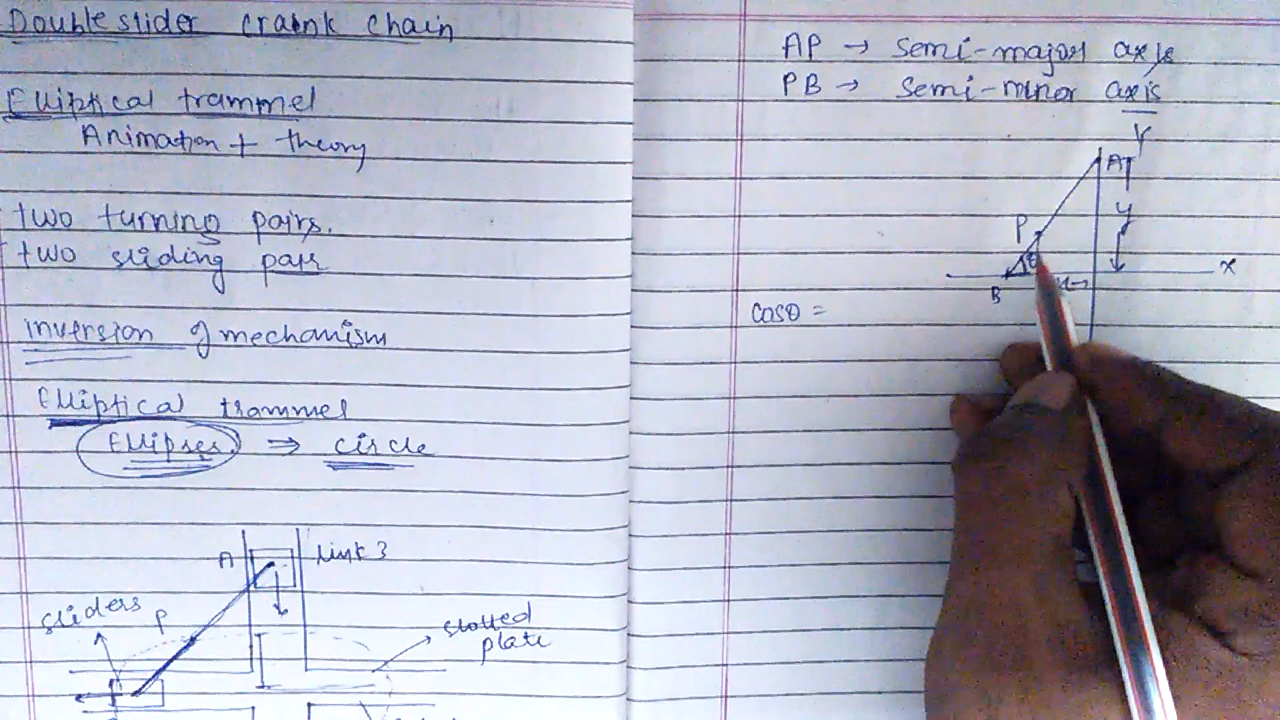 Double slider crank chain
Elliptical trammel
Animation + theory
two turning pairs.
two sliding pair
inversion of mechanism
Elliptical trammel
Ellipses ⇒ circle
A
link 3
sliders
P
slotted
plate
AP → semi-major axis
PB → semi-minor axis
Y
A
y
P
θ
x
B
x
cosθ =